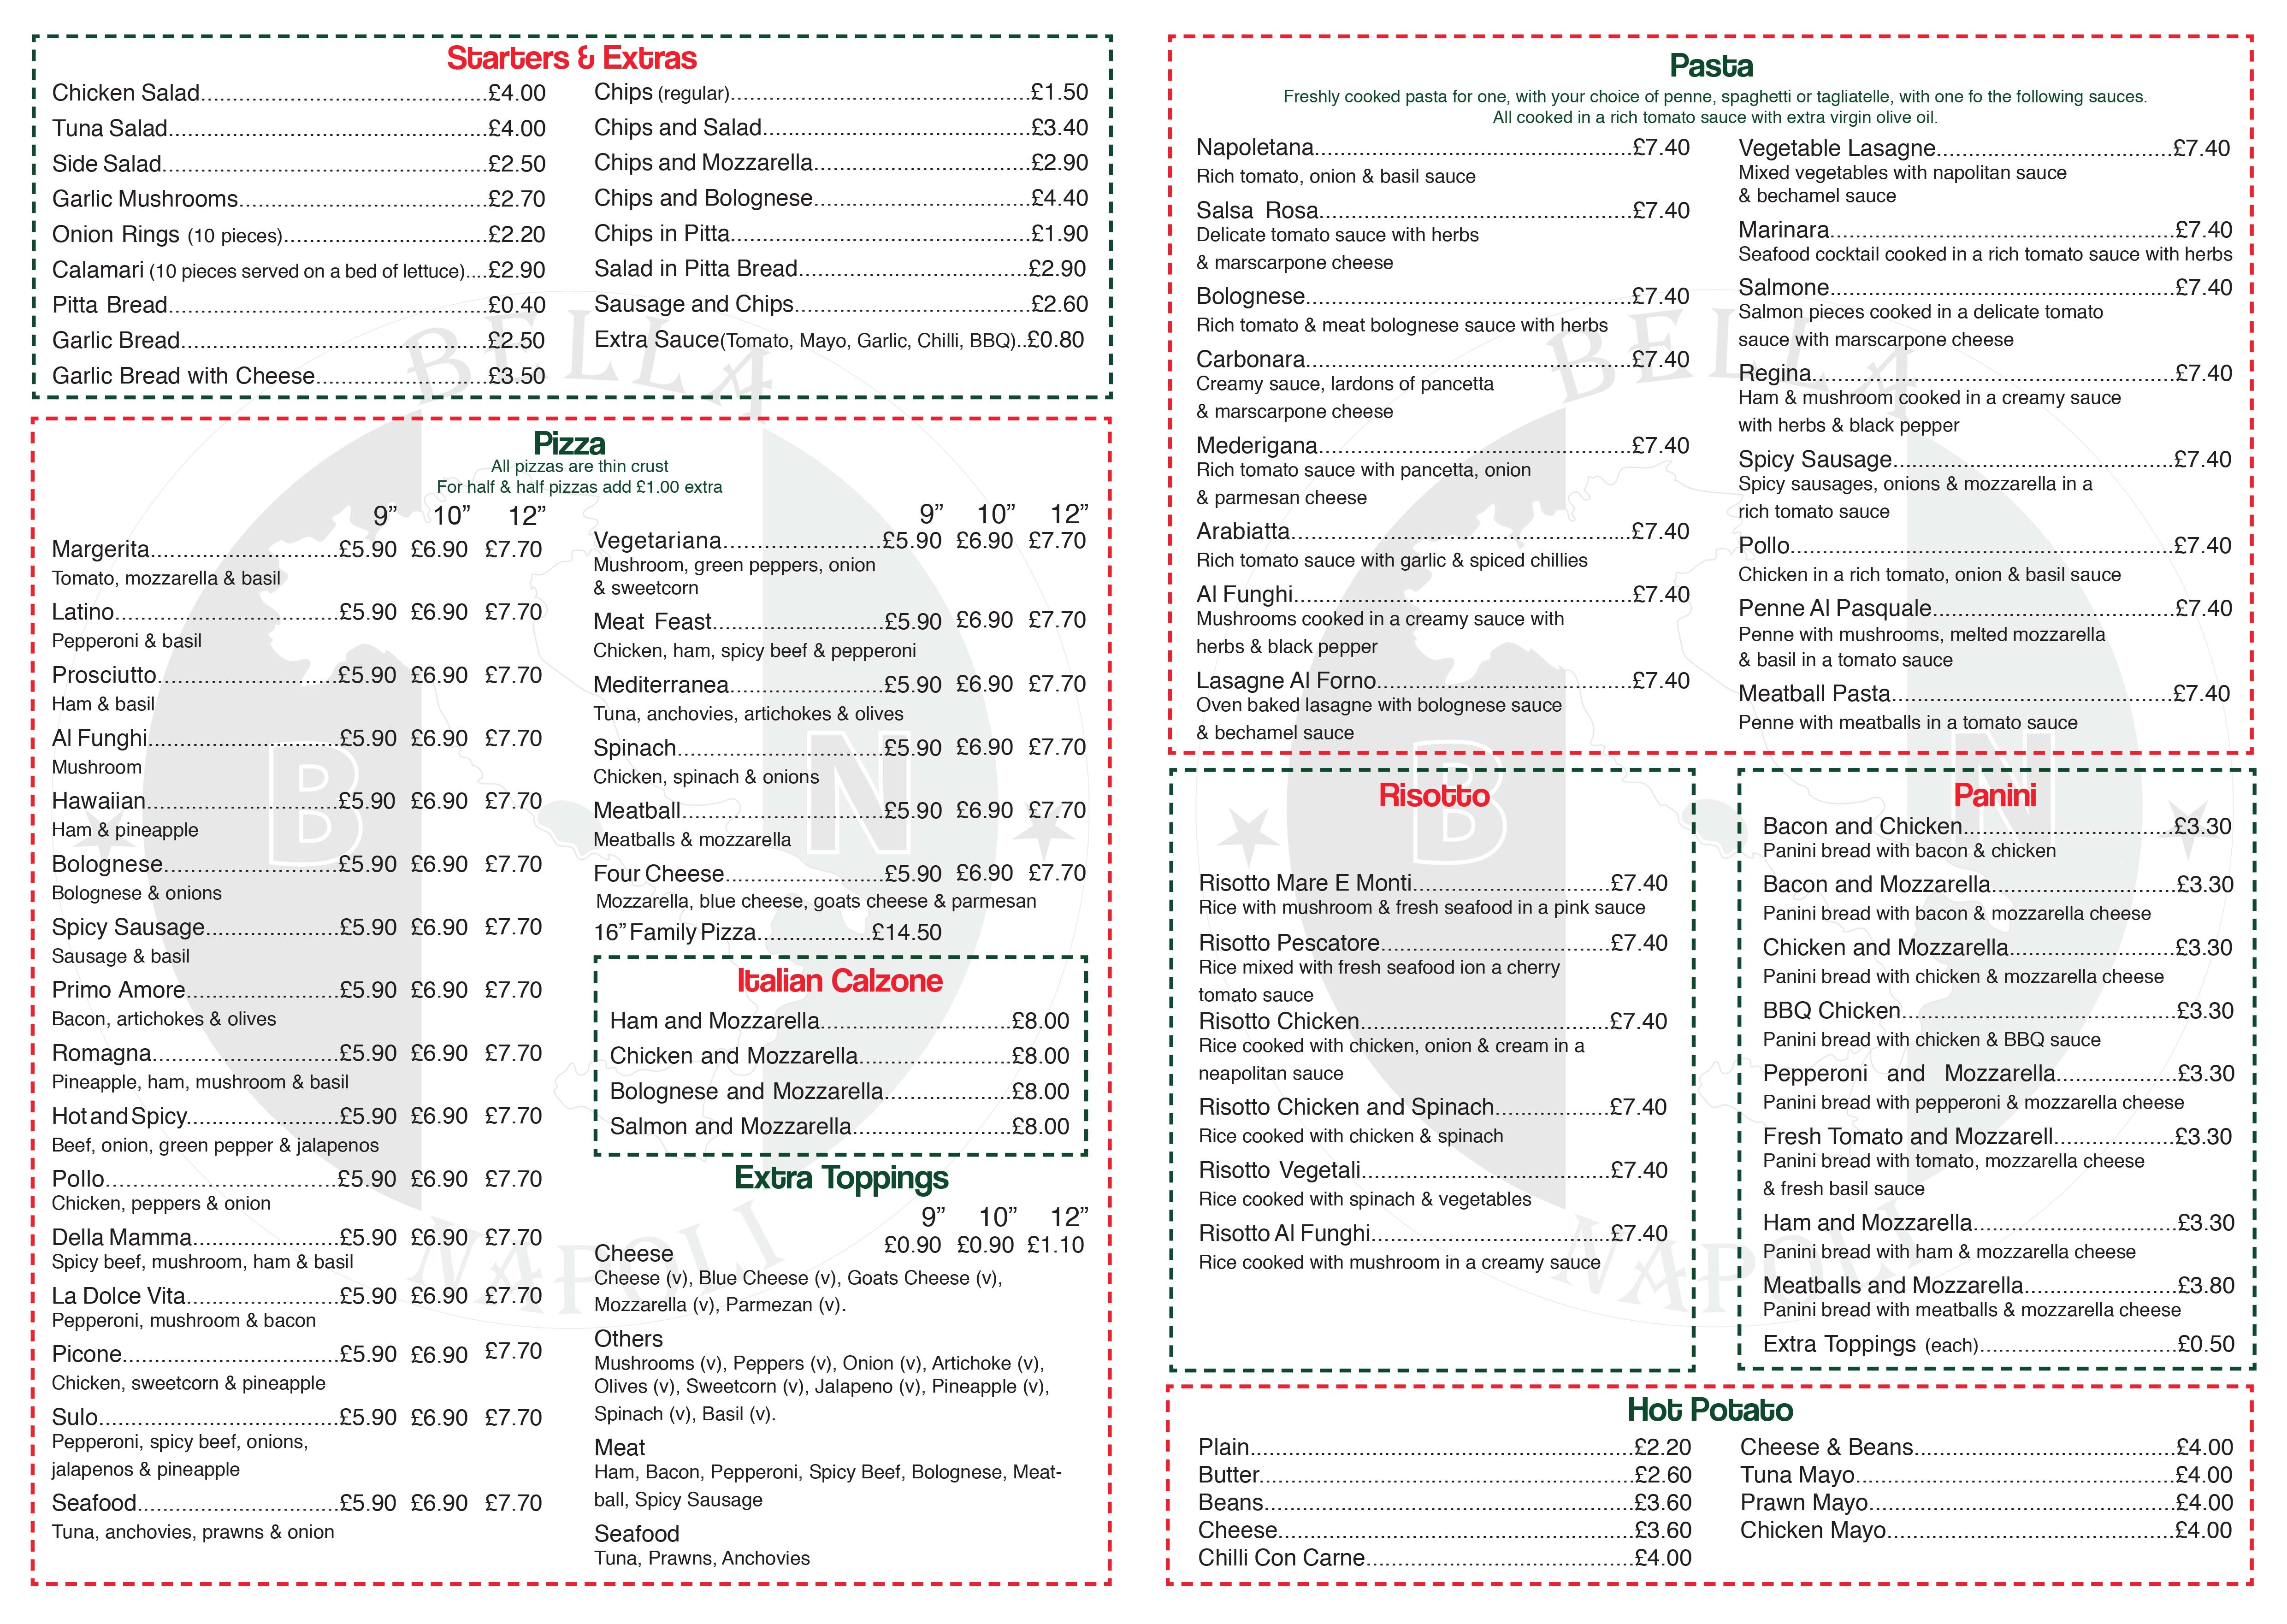 Starters & Extras
Chicken Salad..............................................£4.00
Tuna Salad...................................................£4.00
Side Salad....................................................£2.50
Garlic Mushrooms........................................£2.70
Onion Rings (10 pieces)................................£2.20
Calamari (10 pieces served on a bed of lettuce)....£2.90
Pitta Bread...................................................£0.40
Garlic Bread.................................................£2.50
Garlic Bread with Cheese...........................£3.50
Chips (regular)................................................£1.50
Chips and Salad...........................................£3.40
Chips and Mozzarella...................................£2.90
Chips and Bolognese...................................£4.40
Chips in Pitta................................................£1.90
Salad in Pitta Bread.....................................£2.90
Sausage and Chips......................................£2.60
Extra Sauce(Tomato, Mayo, Garlic, Chilli, BBQ)..£0.80
Pizza
All pizzas are thin crust
For half & half pizzas add £1.00 extra
9” 10” 12”
Margerita..............................£5.90 £6.90 £7.70
Tomato, mozzarella & basil
Latino....................................£5.90 £6.90 £7.70
Pepperoni & basil
Prosciutto.............................£5.90 £6.90 £7.70
Ham & basil
Al Funghi..............................£5.90 £6.90 £7.70
Mushroom
Hawaiian...............................£5.90 £6.90 £7.70
Ham & pineapple
Bolognese............................£5.90 £6.90 £7.70
Bolognese & onions
Spicy Sausage.....................£5.90 £6.90 £7.70
Sausage & basil
Primo Amore........................£5.90 £6.90 £7.70
Bacon, artichokes & olives
Romagna..............................£5.90 £6.90 £7.70
Pineapple, ham, mushroom & basil
Hot and Spicy........................£5.90 £6.90 £7.70
Beef, onion, green pepper & jalapenos
Pollo.....................................£5.90 £6.90 £7.70
Chicken, peppers & onion
Della Mamma.......................£5.90 £6.90 £7.70
Spicy beef, mushroom, ham & basil
La Dolce Vita........................£5.90 £6.90 £7.70
Pepperoni, mushroom & bacon
Picone...................................£5.90 £6.90 £7.70
Chicken, sweetcorn & pineapple
Sulo......................................£5.90 £6.90 £7.70
Pepperoni, spicy beef, onions,
jalapenos & pineapple
Seafood................................£5.90 £6.90 £7.70
Tuna, anchovies, prawns & onion
9” 10” 12”
Vegetariana.........................£5.90 £6.90 £7.70
Mushroom, green peppers, onion
& sweetcorn
Meat Feast...........................£5.90 £6.90 £7.70
Chicken, ham, spicy beef & pepperoni
Mediterranea........................£5.90 £6.90 £7.70
Tuna, anchovies, artichokes & olives
Spinach.................................£5.90 £6.90 £7.70
Chicken, spinach & onions
Meatball................................£5.90 £6.90 £7.70
Meatballs & mozzarella
Four Cheese.........................£5.90 £6.90 £7.70
Mozzarella, blue cheese, goats cheese & parmesan
16” Family Pizza..................£14.50
Italian Calzone
Ham and Mozzarella..............................£8.00
Chicken and Mozzarella........................£8.00
Bolognese and Mozzarella....................£8.00
Salmon and Mozzarella.........................£8.00
Extra Toppings
9” 10” 12”
Cheese £0.90 £0.90 £1.10
Cheese (v), Blue Cheese (v), Goats Cheese (v),
Mozzarella (v), Parmezan (v).
Others
Mushrooms (v), Peppers (v), Onion (v), Artichoke (v),
Olives (v), Sweetcorn (v), Jalapeno (v), Pineapple (v),
Spinach (v), Basil (v).
Meat
Ham, Bacon, Pepperoni, Spicy Beef, Bolognese, Meat-
ball, Spicy Sausage
Seafood
Tuna, Prawns, Anchovies
BELLA
B N
NAPOLI
Pasta
Freshly cooked pasta for one, with your choice of penne, spaghetti or tagliatelle, with one fo the following sauces.
All cooked in a rich tomato sauce with extra virgin olive oil.
Napoletana...................................................£7.40
Rich tomato, onion & basil sauce
Salsa Rosa..................................................£7.40
Delicate tomato sauce with herbs
& marscarpone cheese
Bolognese....................................................£7.40
Rich tomato & meat bolognese sauce with herbs
Carbonara....................................................£7.40
Creamy sauce, lardons of pancetta
& marscarpone cheese
Mederigana..................................................£7.40
Rich tomato sauce with pancetta, onion
& parmesan cheese
Arabiatta.......................................................£7.40
Rich tomato sauce with garlic & spiced chillies
Al Funghi......................................................£7.40
Mushrooms cooked in a creamy sauce with
herbs & black pepper
Lasagne Al Forno.........................................£7.40
Oven baked lasagne with bolognese sauce
& bechamel sauce
Vegetable Lasagne......................................£7.40
Mixed vegetables with napolitan sauce
& bechamel sauce
Marinara.......................................................£7.40
Seafood cocktail cooked in a rich tomato sauce with herbs
Salmone.......................................................£7.40
Salmon pieces cooked in a delicate tomato
sauce with marscarpone cheese
Regina..........................................................£7.40
Ham & mushroom cooked in a creamy sauce
with herbs & black pepper
Spicy Sausage.............................................£7.40
Spicy sausages, onions & mozzarella in a
rich tomato sauce
Pollo.............................................................£7.40
Chicken in a rich tomato, onion & basil sauce
Penne Al Pasquale.......................................£7.40
Penne with mushrooms, melted mozzarella
& basil in a tomato sauce
Meatball Pasta.............................................£7.40
Penne with meatballs in a tomato sauce
Risotto
Risotto Mare E Monti................................£7.40
Rice with mushroom & fresh seafood in a pink sauce
Risotto Pescatore.....................................£7.40
Rice mixed with fresh seafood ion a cherry
tomato sauce
Risotto Chicken........................................£7.40
Rice cooked with chicken, onion & cream in a
neapolitan sauce
Risotto Chicken and Spinach..................£7.40
Rice cooked with chicken & spinach
Risotto Vegetali........................................£7.40
Rice cooked with spinach & vegetables
Risotto Al Funghi......................................£7.40
Rice cooked with mushroom in a creamy sauce
Panini
Bacon and Chicken..................................£3.30
Panini bread with bacon & chicken
Bacon and Mozzarella..............................£3.30
Panini bread with bacon & mozzarella cheese
Chicken and Mozzarella...........................£3.30
Panini bread with chicken & mozzarella cheese
BBQ Chicken............................................£3.30
Panini bread with chicken & BBQ sauce
Pepperoni and Mozzarella...................£3.30
Panini bread with pepperoni & mozzarella cheese
Fresh Tomato and Mozzarell....................£3.30
Panini bread with tomato, mozzarella cheese
& fresh basil sauce
Ham and Mozzarella.................................£3.30
Panini bread with ham & mozzarella cheese
Meatballs and Mozzarella.........................£3.80
Panini bread with meatballs & mozzarella cheese
Extra Toppings (each)................................£0.50
Hot Potato
Plain.............................................................£2.20
Butter............................................................£2.60
Beans...........................................................£3.60
Cheese.........................................................£3.60
Chilli Con Carne...........................................£4.00
Cheese & Beans..........................................£4.00
Tuna Mayo...................................................£4.00
Prawn Mayo.................................................£4.00
Chicken Mayo..............................................£4.00
BELLA
B N
NAPOLI